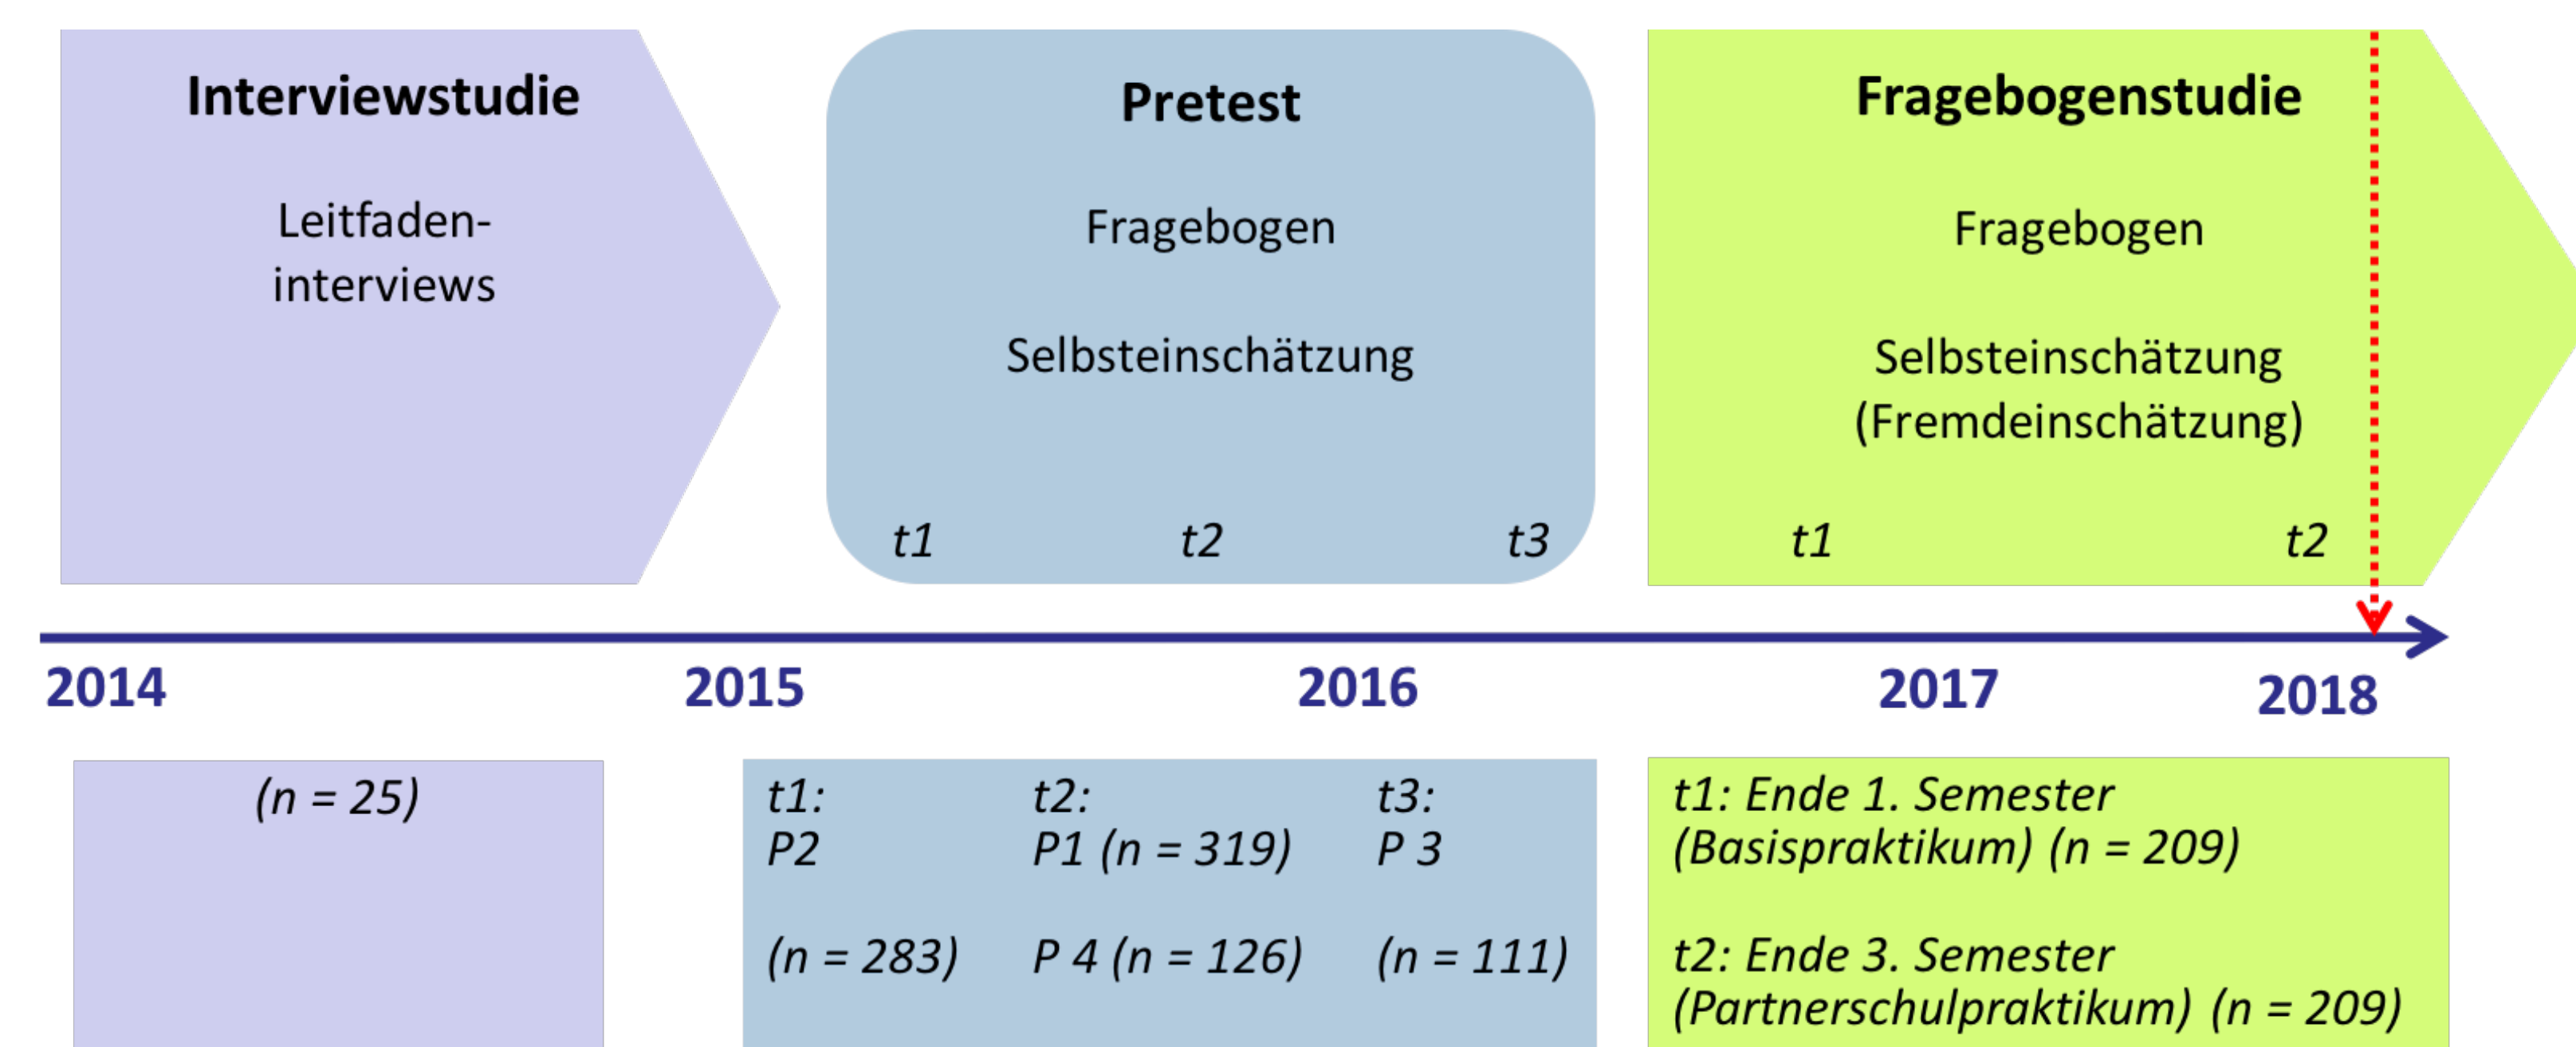 Interviewstudie
Leitfaden-
interviews
Pretest
Fragebogen
Selbsteinschätzung
t1 t2 t3
Fragebogenstudie
Fragebogen
Selbsteinschätzung
(Fremdeinschätzung)
t1 t2
2014 2015 2016 2017 2018
(n = 25)
t1: t2: t3:
P2 P1 (n = 319) P 3
(n = 283) P 4 (n = 126) (n = 111)
t1: Ende 1. Semester
(Basispraktikum) (n = 209)
t2: Ende 3. Semester
(Partnerschulpraktikum) (n = 209)